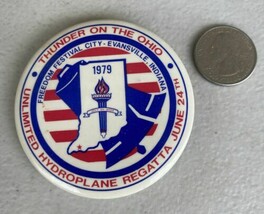 THUNDER ON THE OHIO
FREEDOM FESTIVAL CITY - EVANSVILLE, INDIANA
1979
UNLIMITED HYDROPLANE REGATTA JUNE 24TH